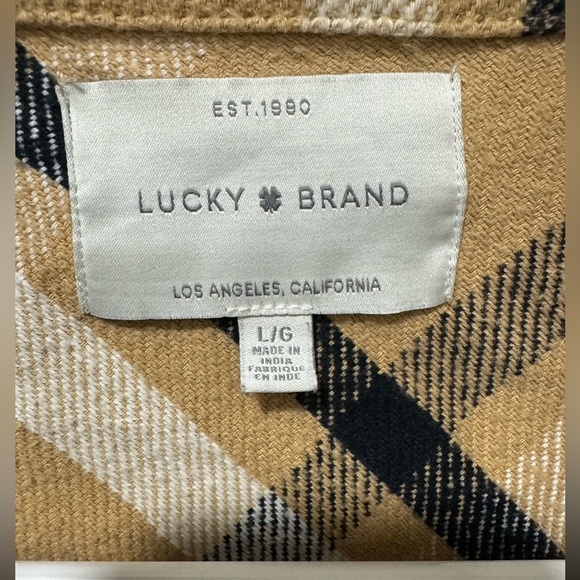 EST.1990
LUCKY BRAND
LOS ANGELES, CALIFORNIA
L/G
MADE IN
INDIA
FABRIQUE
EN INDE